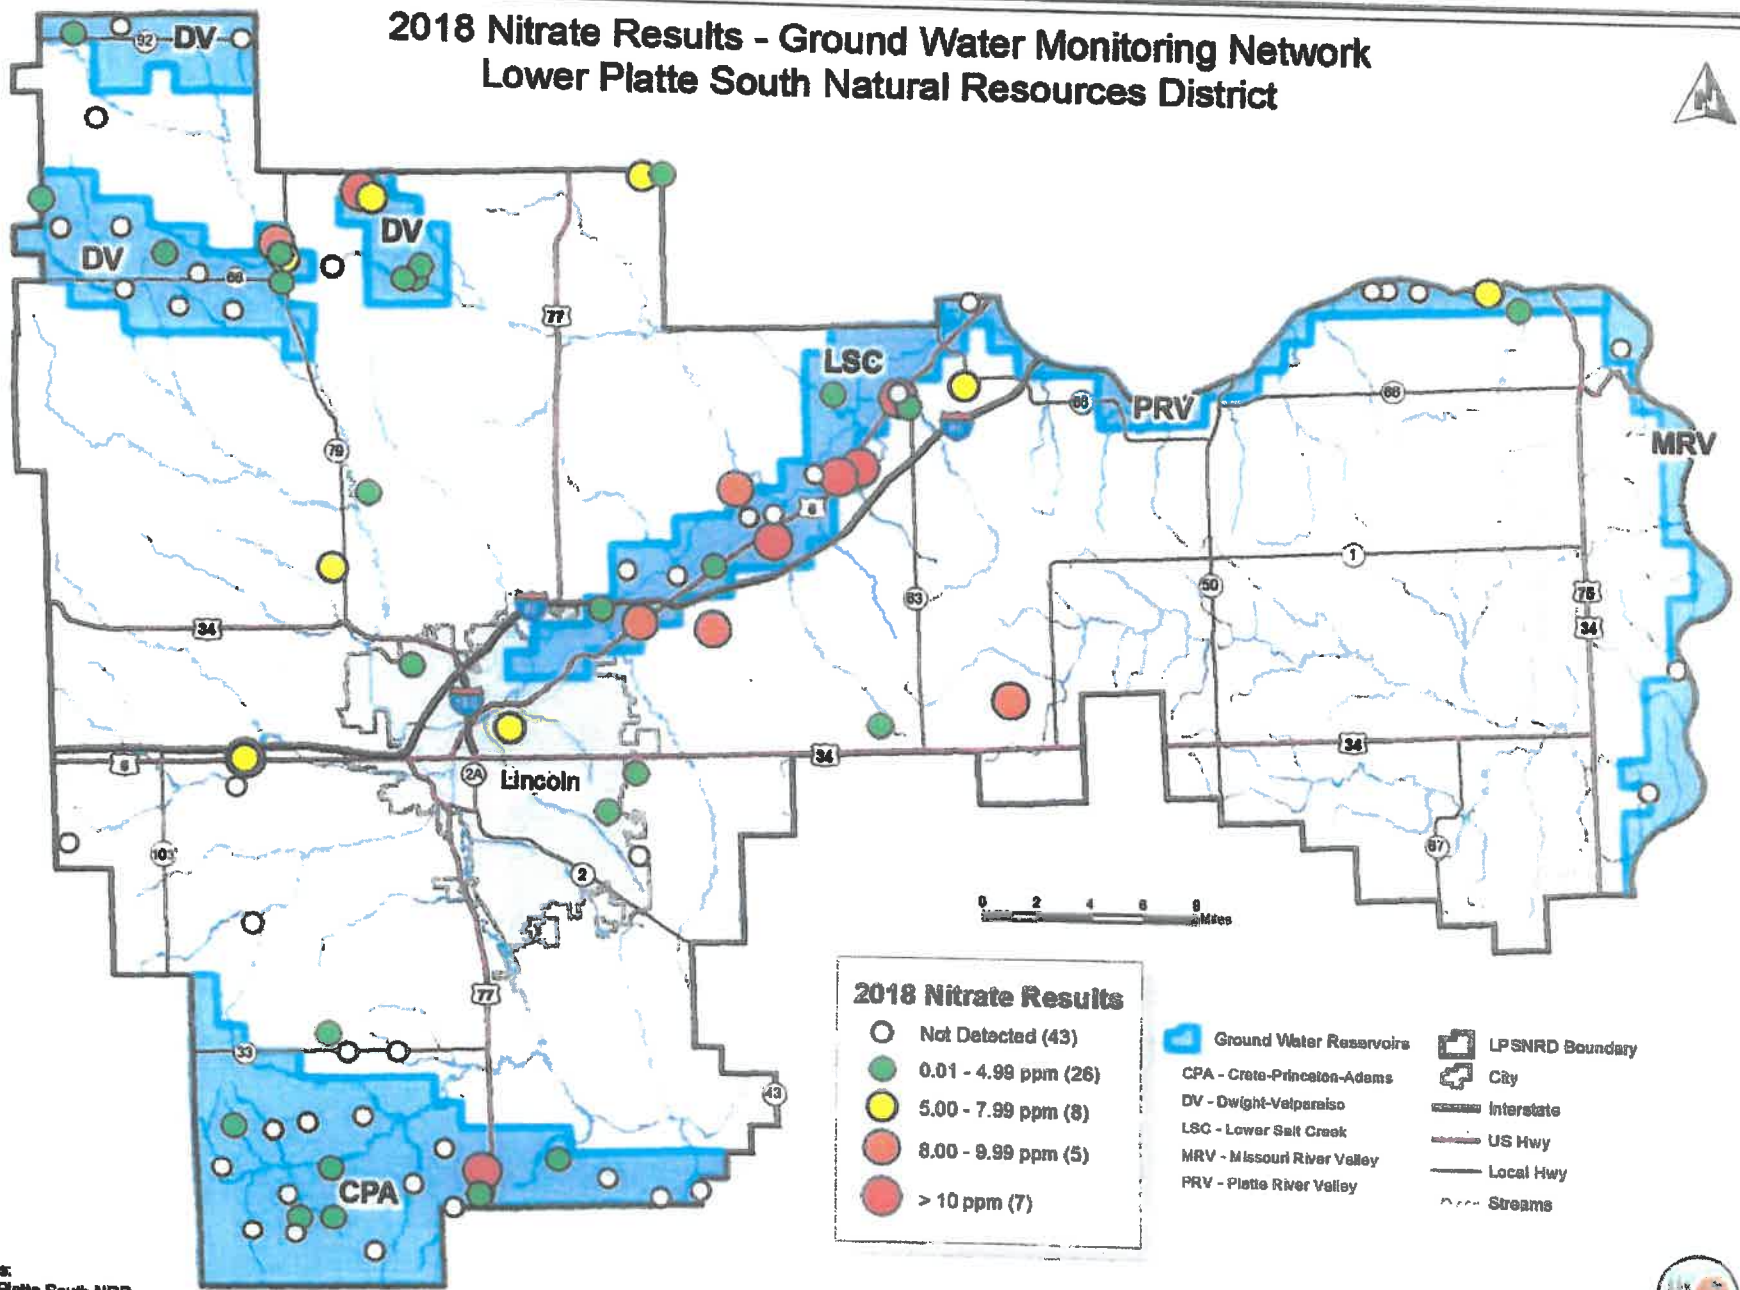 2018 Nitrate Results - Ground Water Monitoring Network
Lower Platte South Natural Resources District
N
92
DV
DV
DV
66
77
LSC
PRV
66
66
MRV
79
6
63
1
50
75
34
34
34
34
6
2A
Lincoln
103
2
67
0 2 4 6 8
Miles
77
33
43
CPA
2018 Nitrate Results
Not Detected (43)
0.01 - 4.99 ppm (26)
5.00 - 7.99 ppm (8)
8.00 - 9.99 ppm (5)
> 10 ppm (7)
Ground Water Reservoirs
CPA - Crete-Princeton-Adams
DV - Dwight-Valparaiso
LSC - Lower Salt Creek
MRV - Missouri River Valley
PRV - Platte River Valley
LPSNRD Boundary
City
Interstate
US Hwy
Local Hwy
Streams